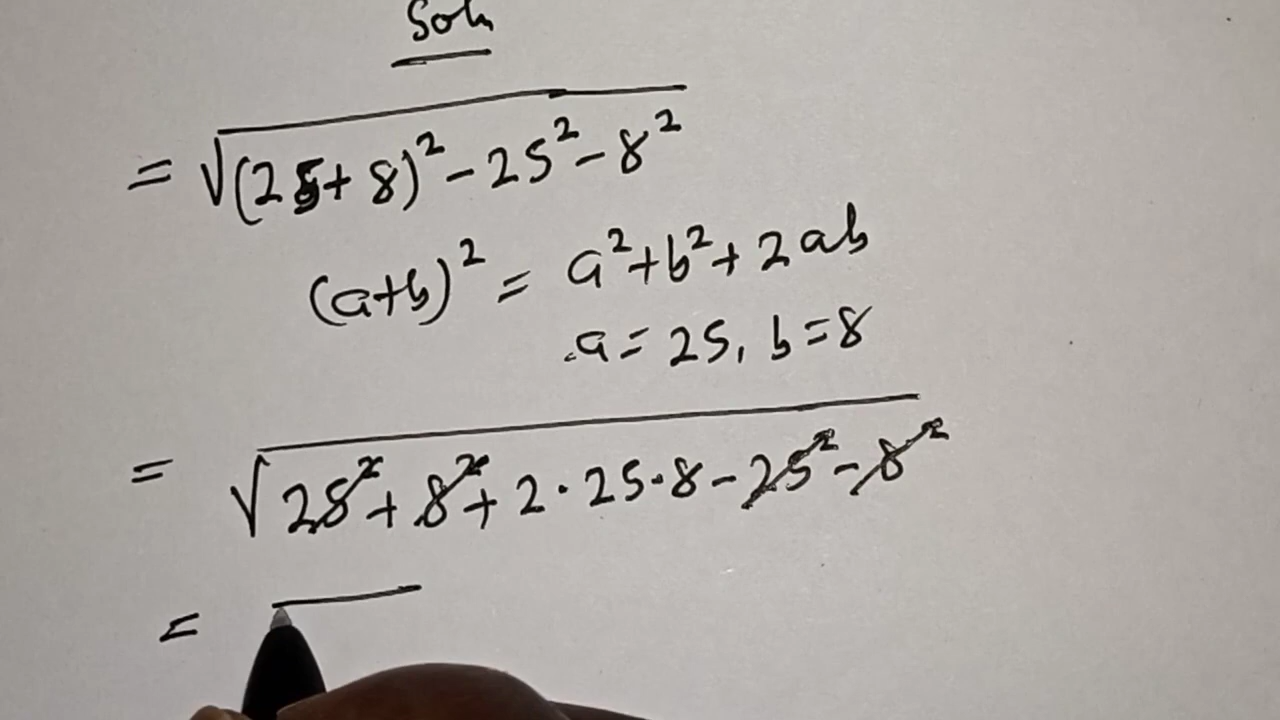 Soln
= √(25+8)² - 25² - 8²
(a+b)² = a²+b²+2ab
a = 25, b=8
= √25²+8²+2·25·8-25²-8²
=